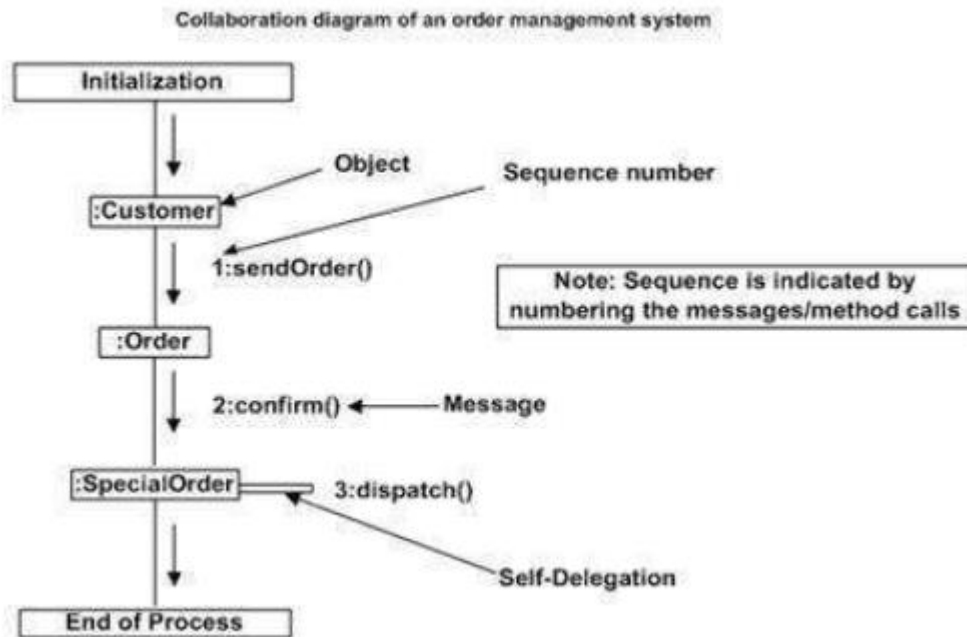 Collaboration diagram of an order management system
Initialization
Object
Sequence number
:Customer
1:sendOrder()
Note: Sequence is indicated by
numbering the messages/method calls
:Order
2:confirm()
Message
:SpecialOrder
3:dispatch()
Self-Delegation
End of Process